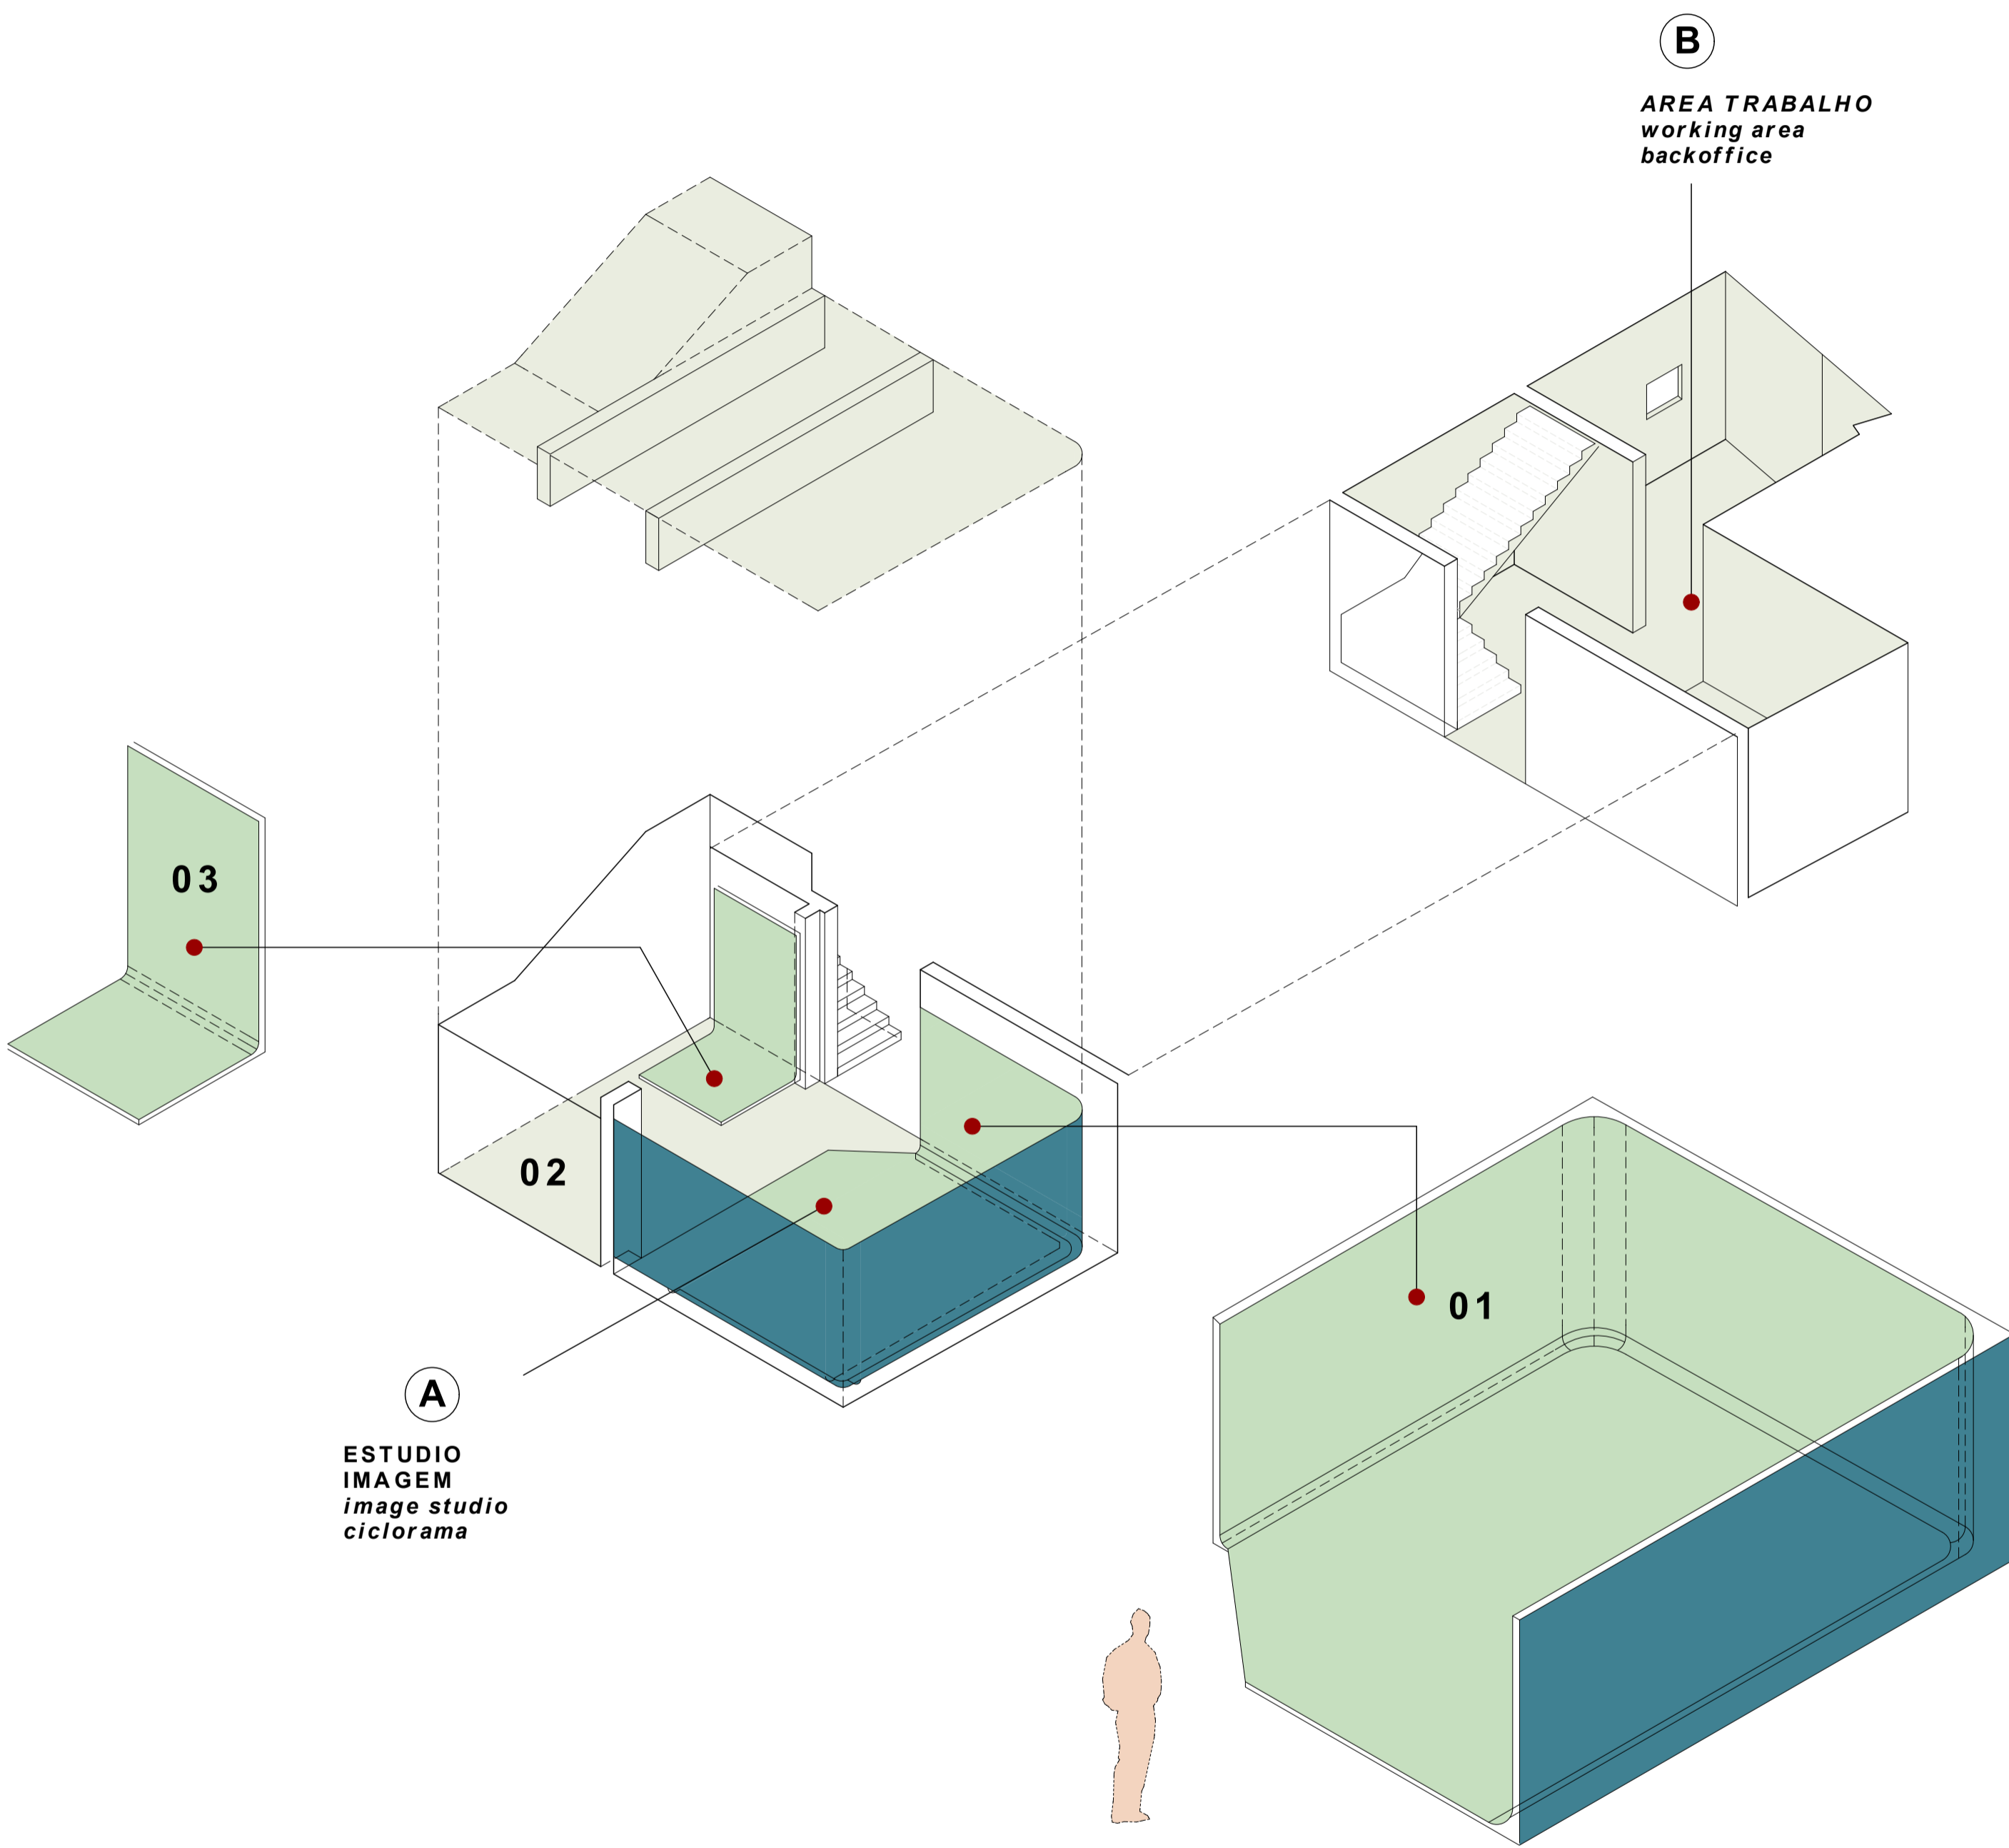 B
AREA TRABALHO
working area
backoffice
03
02
01
A
ESTUDIO
IMAGEM
image studio
ciclorama